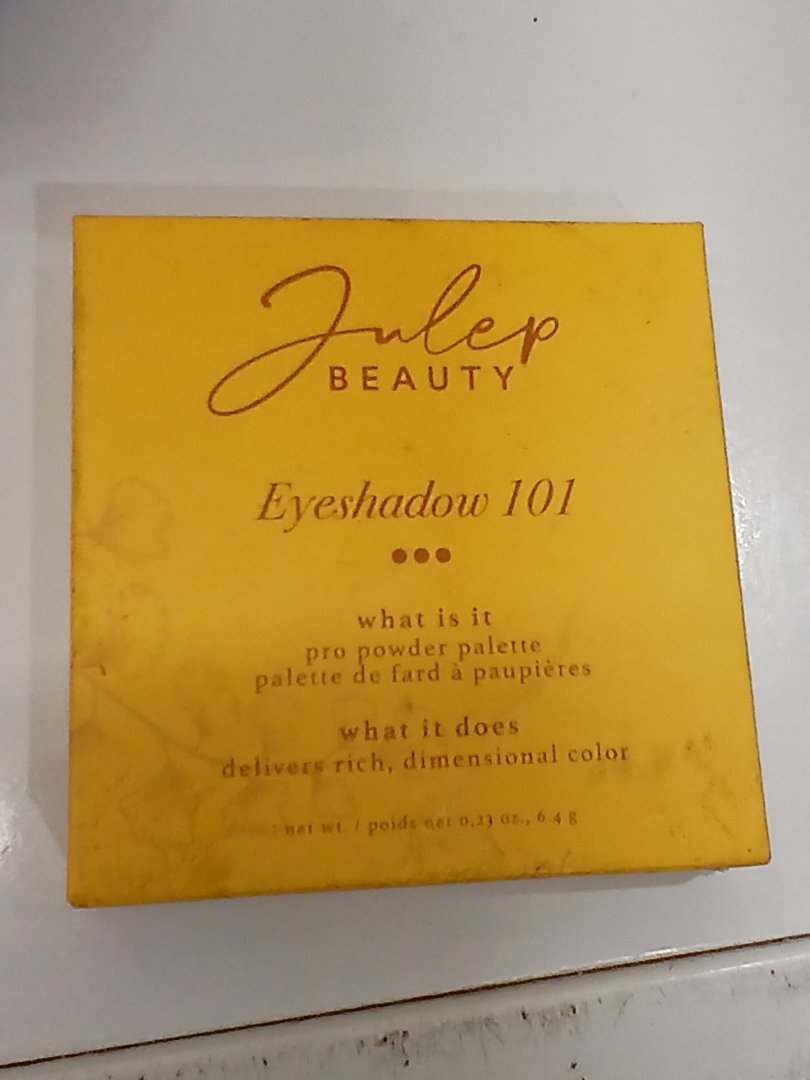 Julep
BEAUTY
Eyeshadow 101
what is it
pro powder palette
palette de fard à paupières
what it does
delivers rich, dimensional color
net wt. / poids net 0.23 oz., 6.4 g